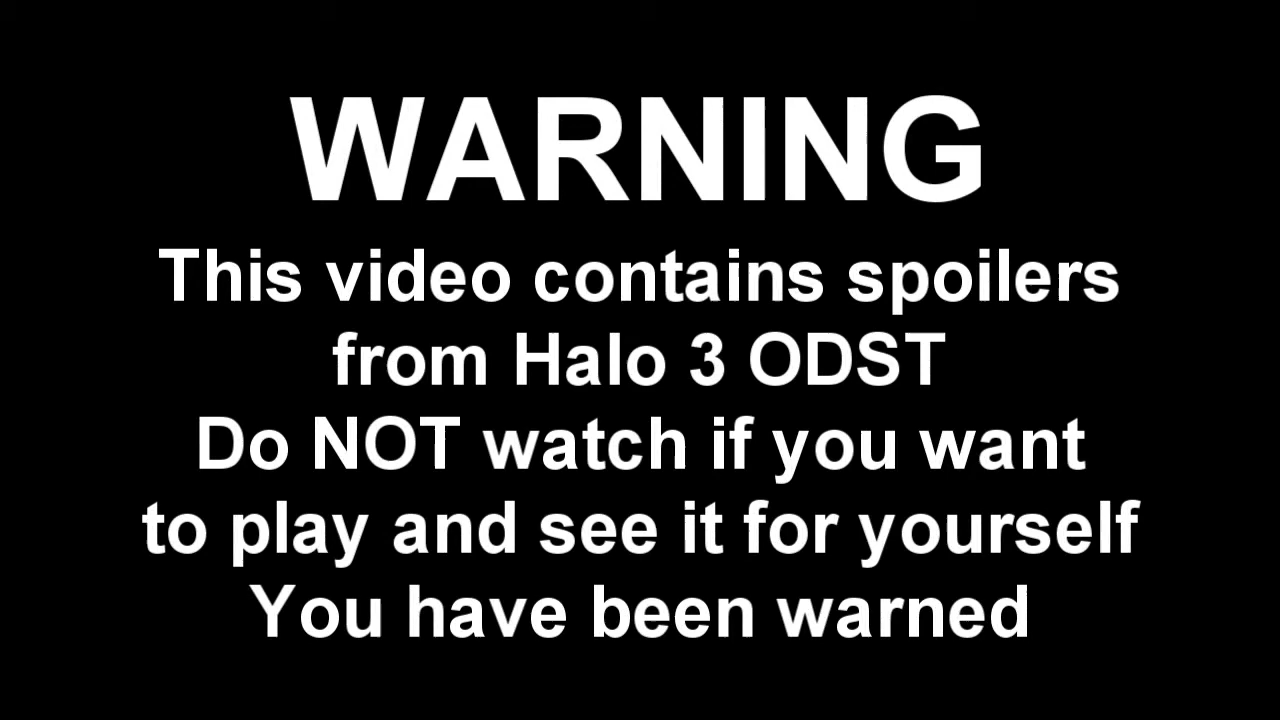 WARNING
This video contains spoilers
from Halo 3 ODST
Do NOT watch if you want
to play and see it for yourself
You have been warned